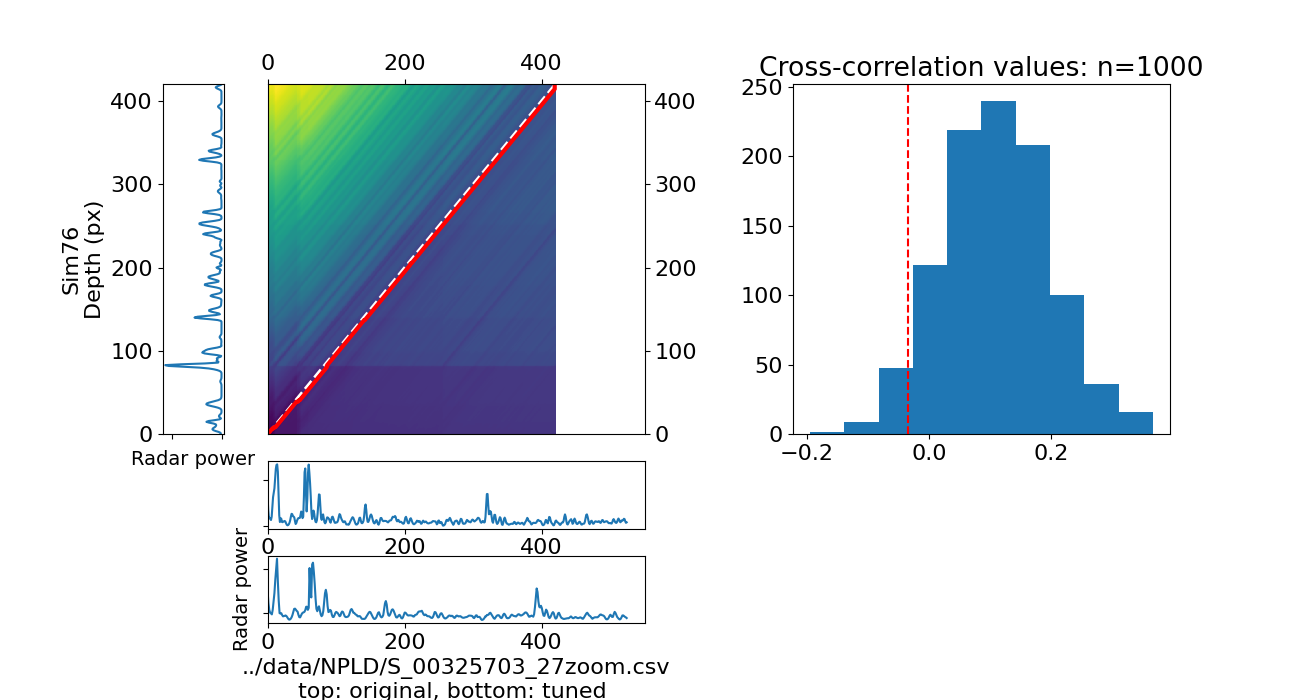 0 200 400
Cross-correlation values: n=1000
400
300
200
100
0
Sim76
Depth (px)
Radar power
400
300
200
100
0
250
200
150
100
50
0
−0.2 0.0 0.2
0 200 400
Radar power
0 200 400
../data/NPLD/S_00325703_27zoom.csv
top: original, bottom: tuned